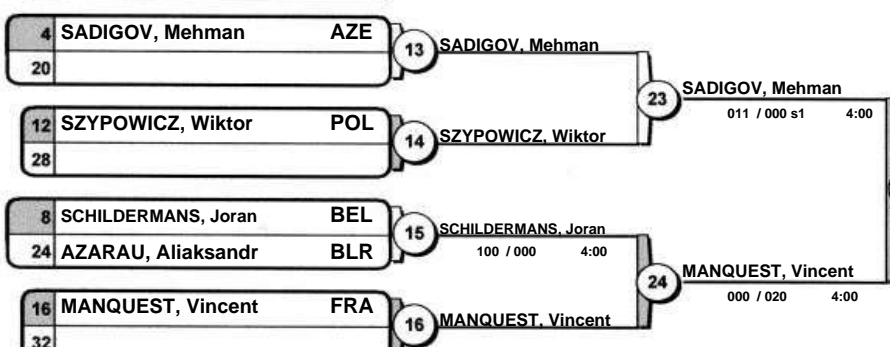 4 SADIGOV, Mehman AZE
20
13
SADIGOV, Mehman
12 SZYPOWICZ, Wiktor POL
28
14
SZYPOWICZ, Wiktor
23
SADIGOV, Mehman
011 / 000 s1 4:00
8 SCHILDERMANS, Joran BEL
24 AZARAU, Aliaksandr BLR
15
SCHILDERMANS, Joran
100 / 000 4:00
16 MANQUEST, Vincent FRA
32
16
MANQUEST, Vincent
24
MANQUEST, Vincent
000 / 020 4:00